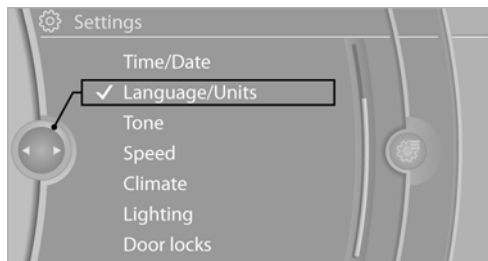 Settings
Time/Date
Language/Units
Tone
Speed
Climate
Lighting
Door locks